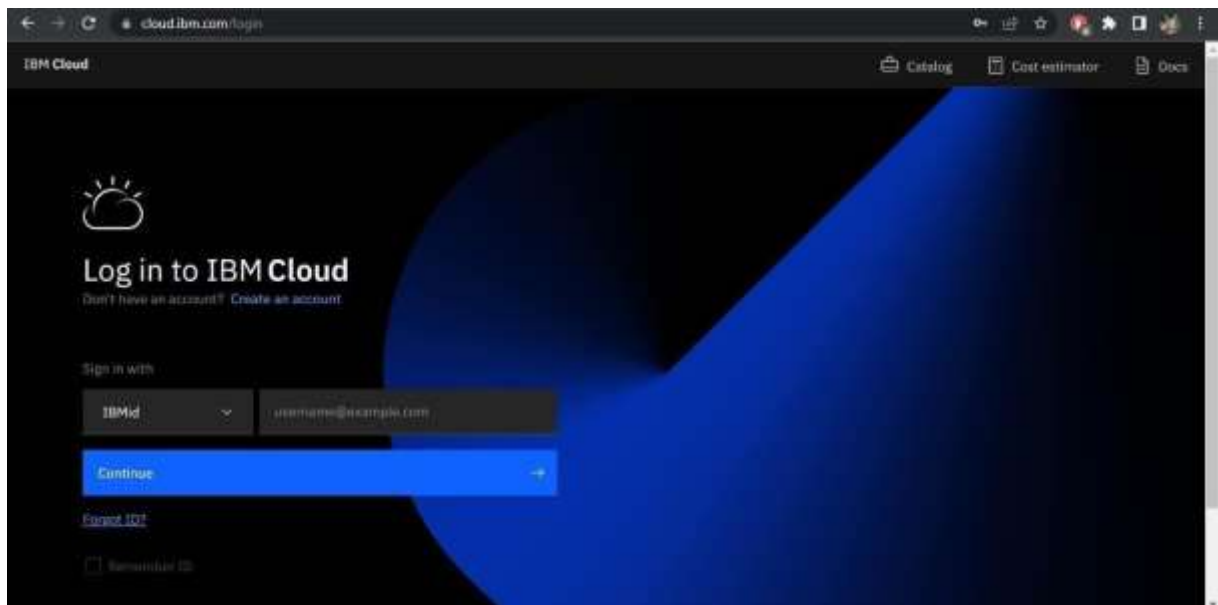 cloud.ibm.com/login
IBM Cloud
Catalog
Cost estimator
Docs
Log in to IBM Cloud
Don't have an account? Create an account
Sign in with
IBMid
username@example.com
Continue
Forgot ID?
Remember ID